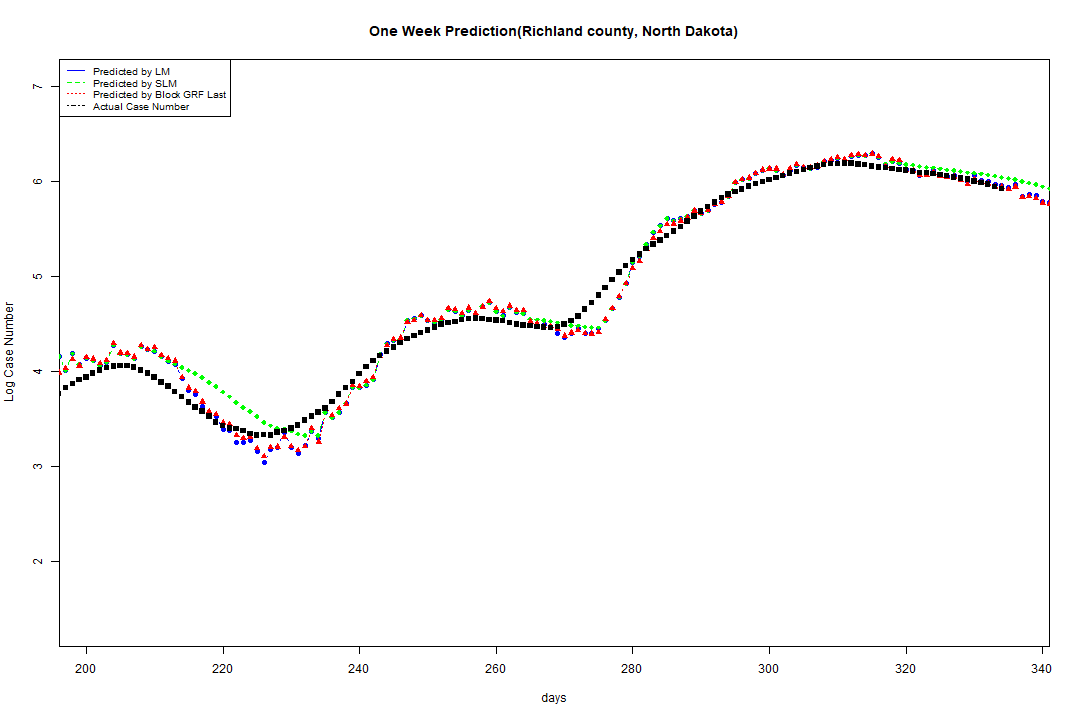 One Week Prediction(Richland county, North Dakota)
Predicted by LM
Predicted by SLM
Predicted by Block GRF Last
Actual Case Number
7
6
5
4
3
2
Log Case Number
200 220 240 260 280 300 320 340
days